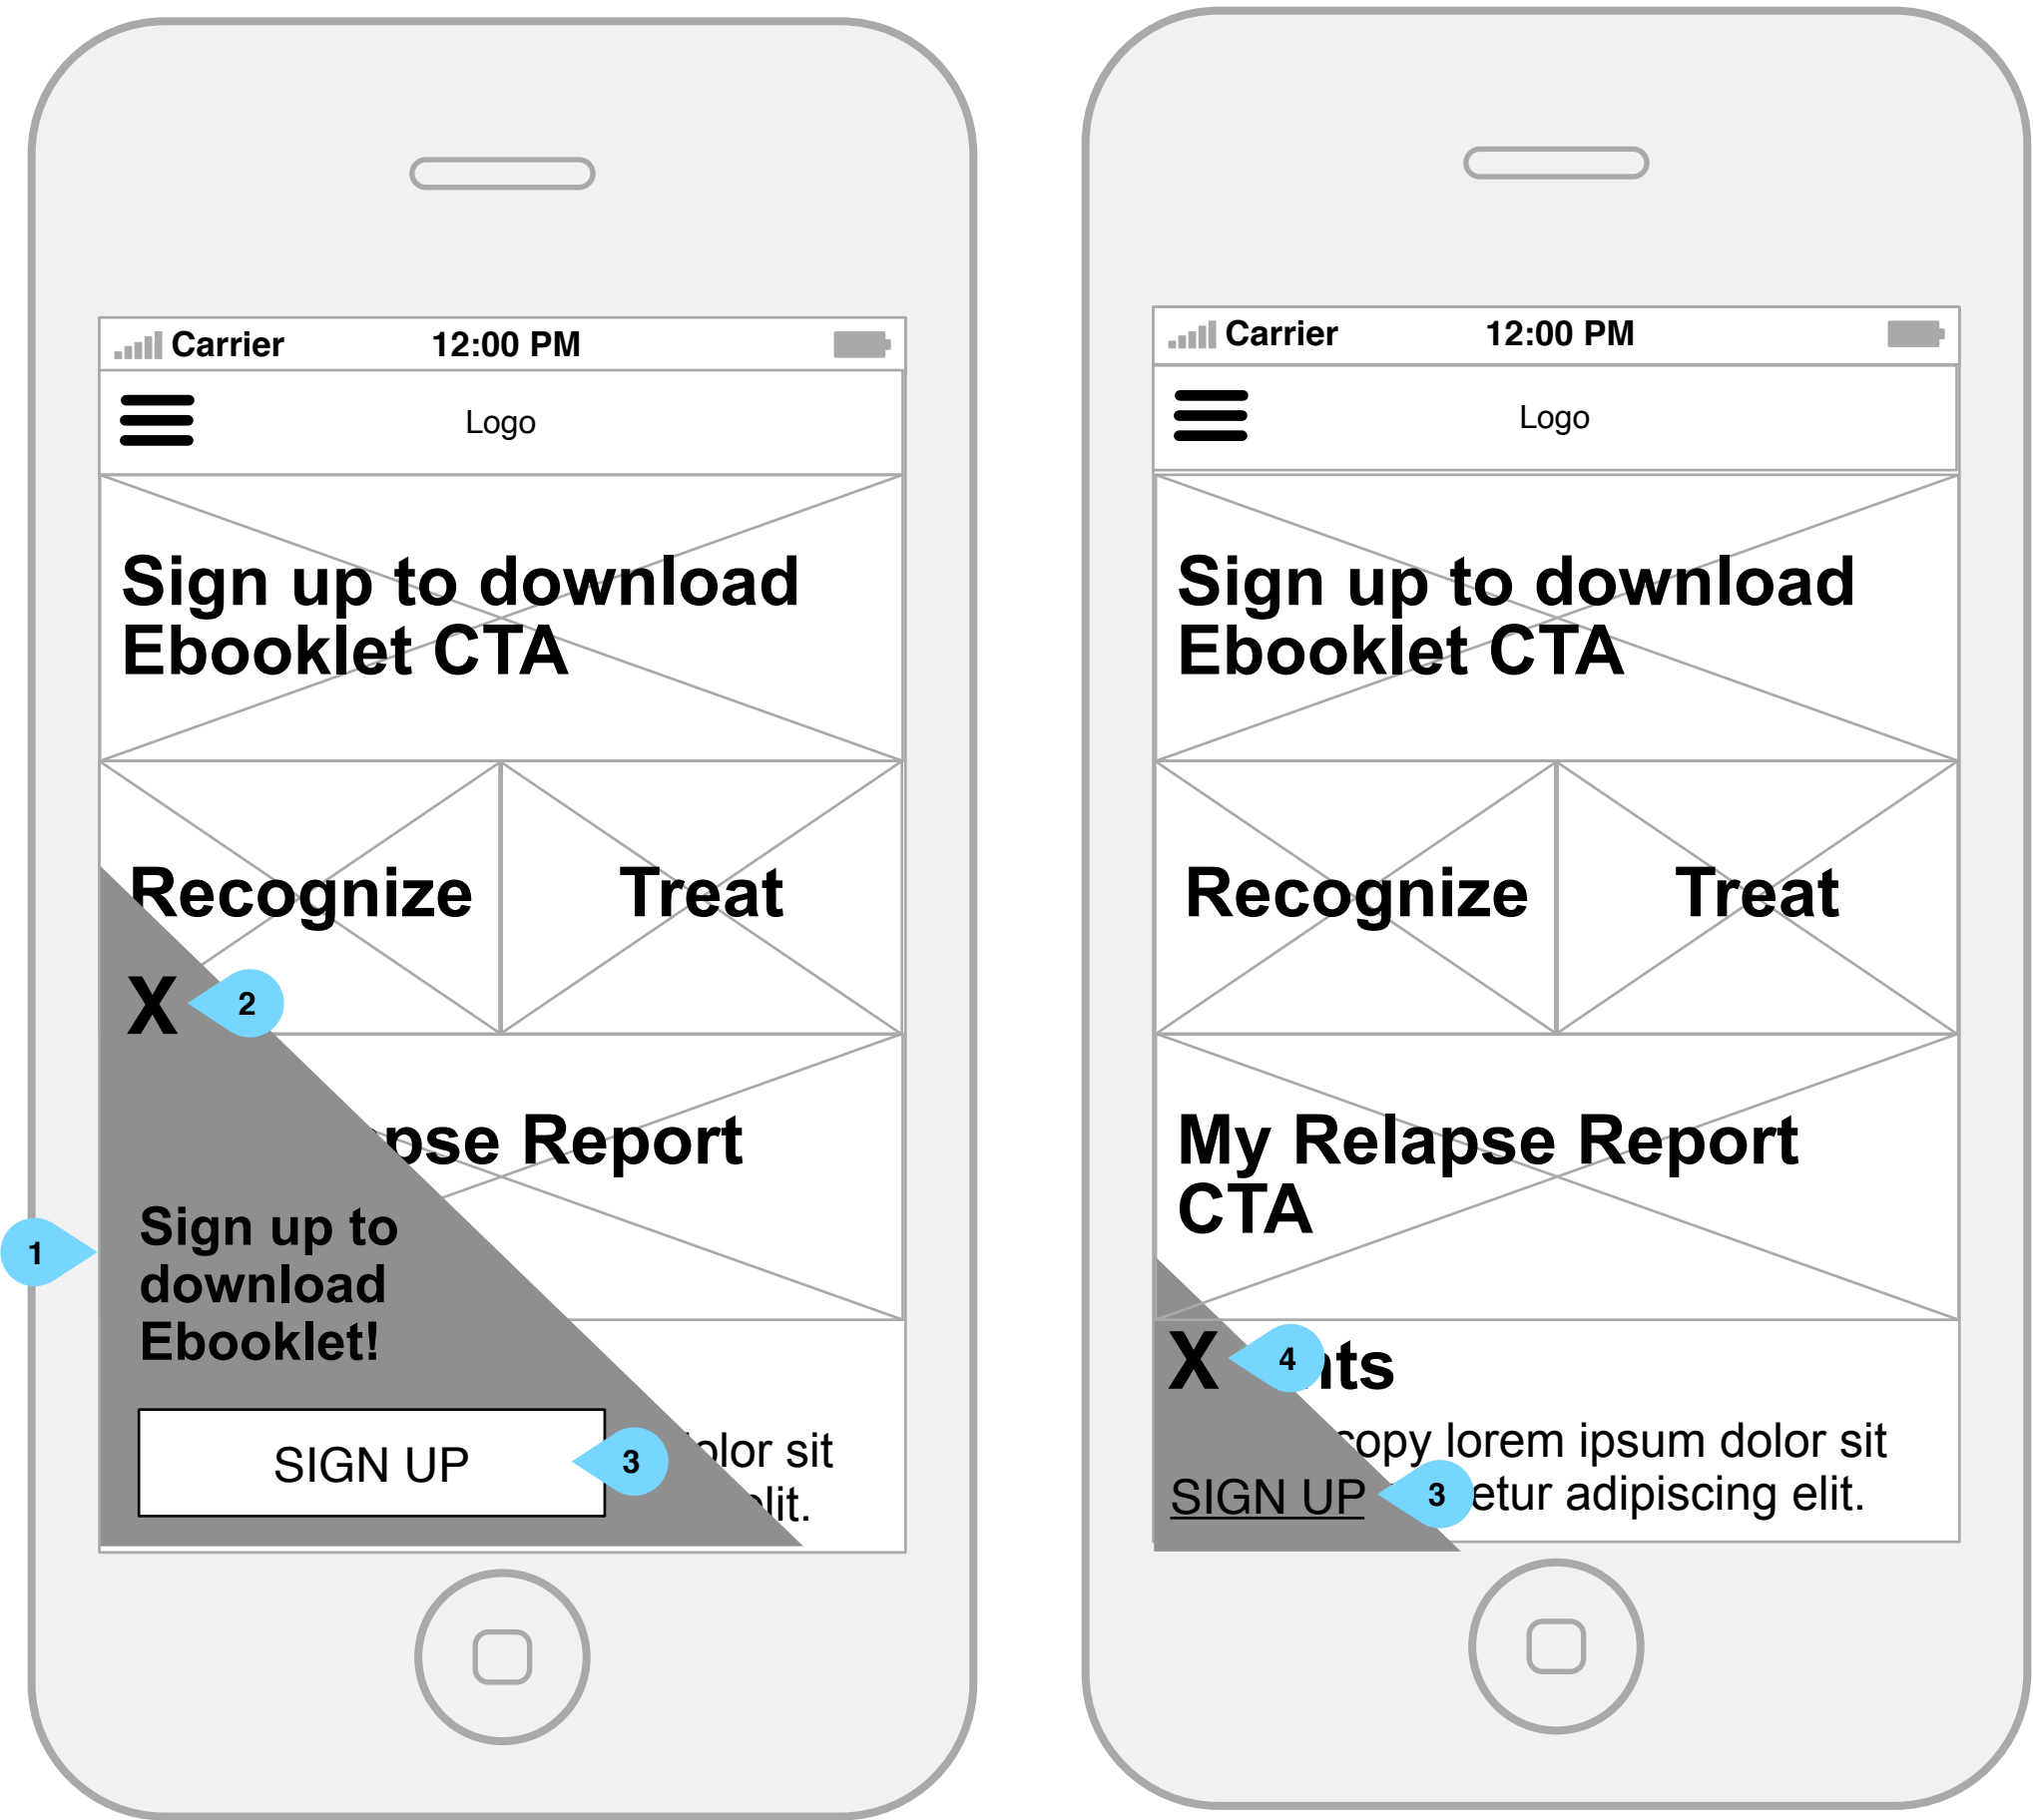 Carrier 12:00 PM
Logo
Sign up to download
Ebooklet CTA
Recognize
Treat
X
2
pse Report
1
Sign up to
download
Ebooklet!
SIGN UP
3
olor sit
lit.
Carrier 12:00 PM
Logo
Sign up to download
Ebooklet CTA
Recognize
Treat
My Relapse Report
CTA
X
4
nts
copy lorem ipsum dolor sit
SIGN UP
3
etur adipiscing elit.